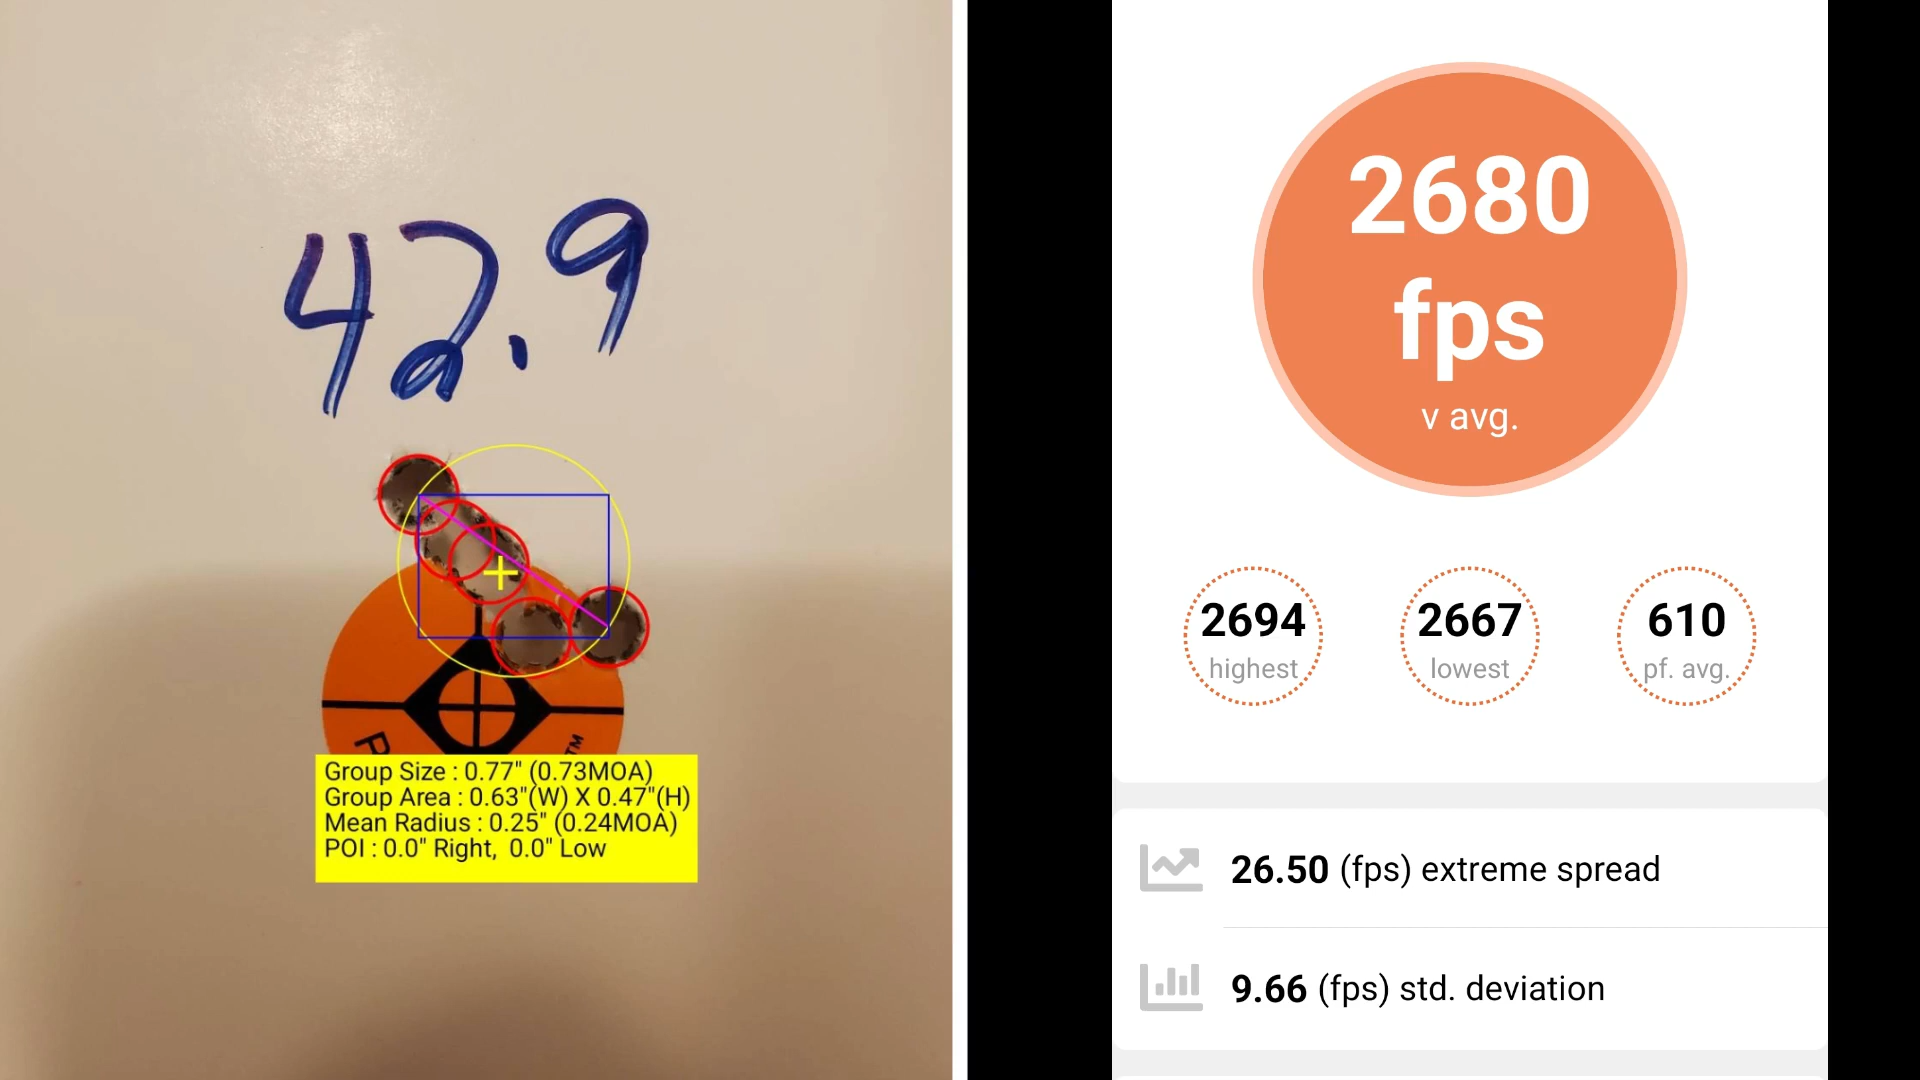 42.9
P
™
Group Size : 0.77" (0.73MOA)
Group Area : 0.63"(W) X 0.47"(H)
Mean Radius : 0.25" (0.24MOA)
POI : 0.0" Right,  0.0" Low
2680
fps
v avg.
2694
highest
2667
lowest
610
pf. avg.
26.50 (fps) extreme spread
9.66 (fps) std. deviation